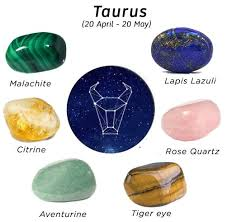 Taurus
(20 April - 20 May)
Malachite
Lapis Lazuli
Citrine
Rose Quartz
Aventurine
Tiger eye